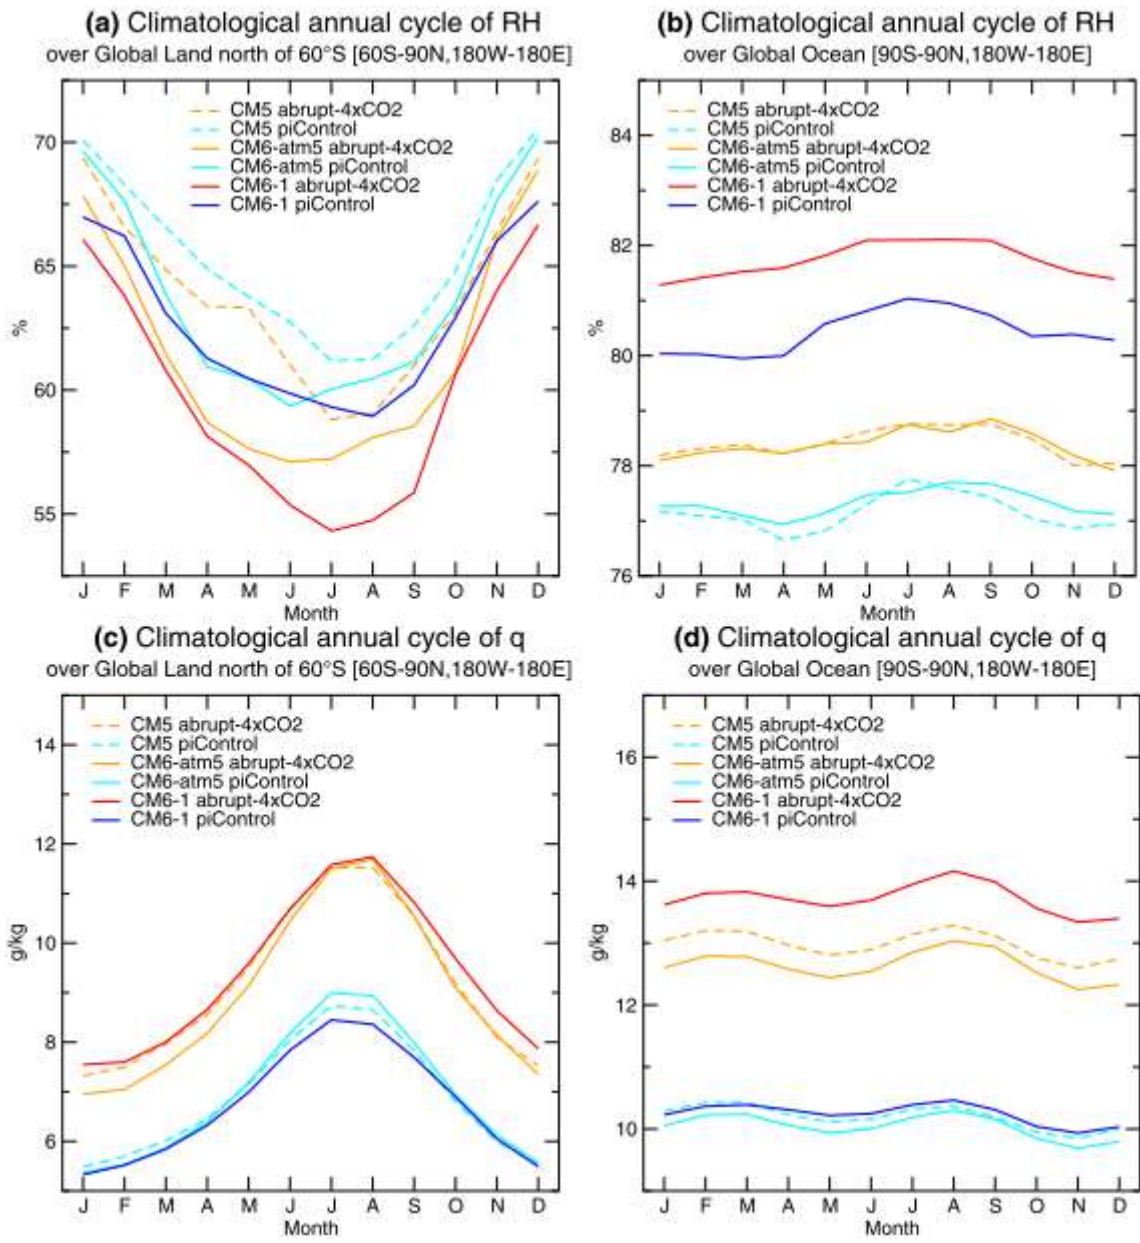 (a) Climatological annual cycle of RH
over Global Land north of 60°S [60S-90N,180W-180E]
CM5 abrupt-4xCO2
CM5 piControl
CM6-atm5 abrupt-4xCO2
CM6-atm5 piControl
CM6-1 abrupt-4xCO2
CM6-1 piControl
70
65
60
55
%
J F M A M J J A S O N D
Month
(b) Climatological annual cycle of RH
over Global Ocean [90S-90N,180W-180E]
CM5 abrupt-4xCO2
CM5 piControl
CM6-atm5 abrupt-4xCO2
CM6-atm5 piControl
CM6-1 abrupt-4xCO2
CM6-1 piControl
84
82
80
78
76
%
J F M A M J J A S O N D
Month
(c) Climatological annual cycle of q
over Global Land north of 60°S [60S-90N,180W-180E]
CM5 abrupt-4xCO2
CM5 piControl
CM6-atm5 abrupt-4xCO2
CM6-atm5 piControl
CM6-1 abrupt-4xCO2
CM6-1 piControl
14
12
10
8
6
g/kg
J F M A M J J A S O N D
Month
(d) Climatological annual cycle of q
over Global Ocean [90S-90N,180W-180E]
CM5 abrupt-4xCO2
CM5 piControl
CM6-atm5 abrupt-4xCO2
CM6-atm5 piControl
CM6-1 abrupt-4xCO2
CM6-1 piControl
16
14
12
10
g/kg
J F M A M J J A S O N D
Month